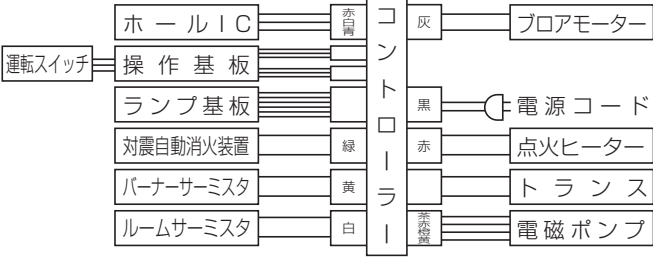 ホールIC
赤白青
コントローラー
灰
ブロアモーター
運転スイッチ
操作基板
ランプ基板
黒
電源コード
対震自動消火装置
緑
赤
点火ヒーター
バーナーサーミスタ
黄
トランス
ルームサーミスタ
白
茶赤橙黄
電磁ポンプ